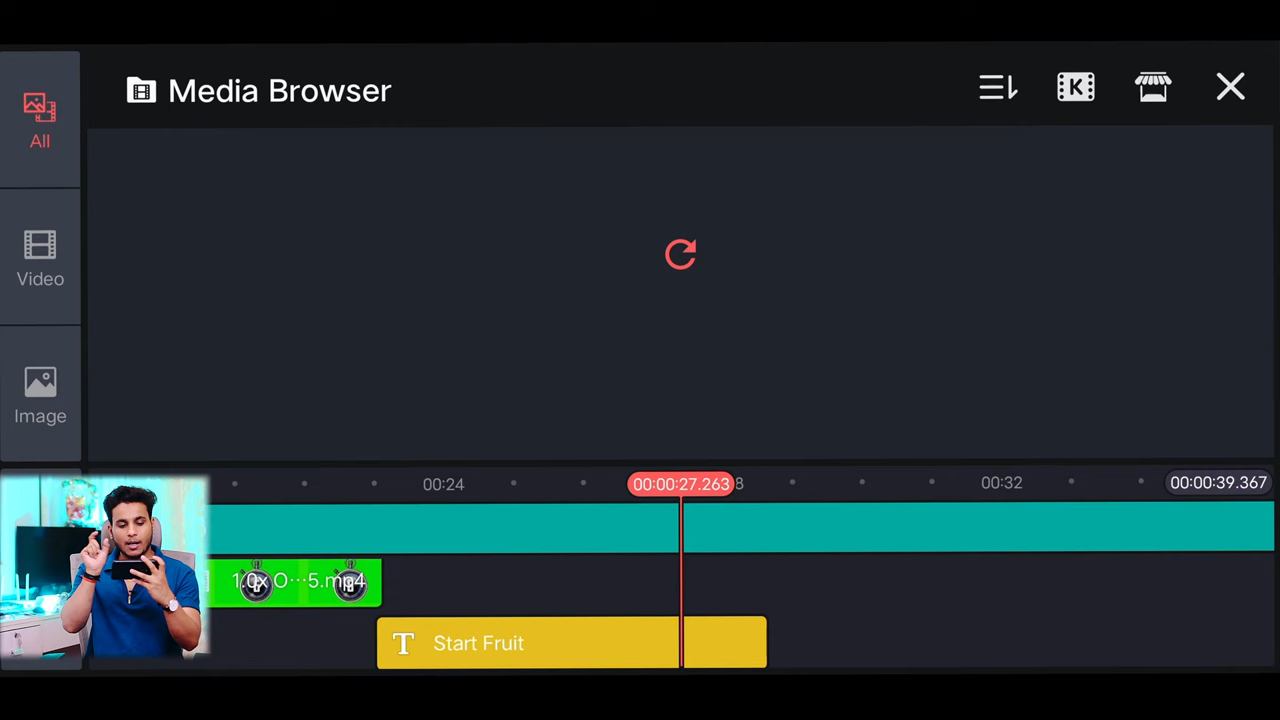 Media Browser
K
All
Video
Image
00:24
00:00:27.263
8
00:32
00:00:39.367
1.0x O···5.mp4
T Start Fruit